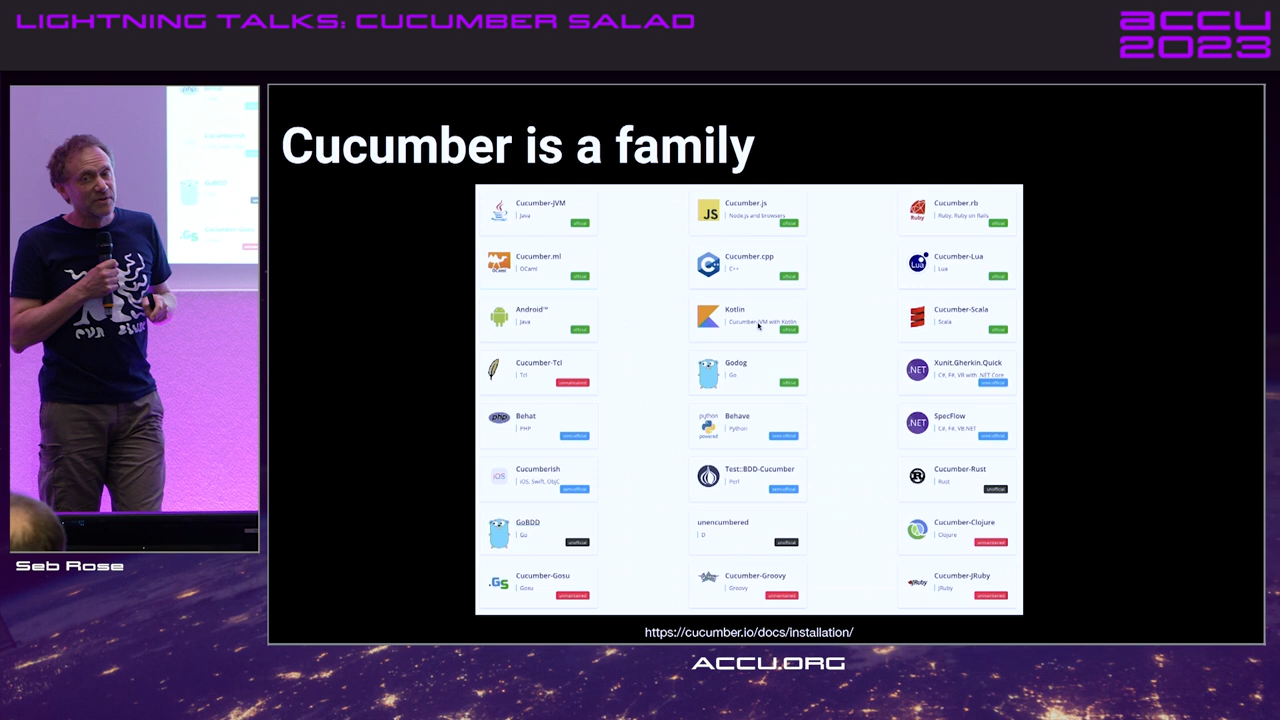 LIGHTNING TALKS: CUCUMBER SALAD
ACCU
2023
Cucumber is a family
Cucumber-JVM
Java
official
Cucumber.js
Node.js and browsers
official
Cucumber.rb
Ruby, Ruby on Rails
official
Cucumber.ml
OCaml
official
Cucumber.cpp
C++
official
Cucumber-Lua
Lua
official
Android™
Java
official
Kotlin
Cucumber-JVM with Kotlin
official
Cucumber-Scala
Scala
official
Cucumber-Tcl
Tcl
unmaintained
Godog
Go
official
Xunit.Gherkin.Quick
C#, F#, VB with .NET Core
semi-official
Behat
PHP
semi-official
Behave
Python
semi-official
SpecFlow
C#, F#, VB.NET
semi-official
Cucumberish
iOS, Swift, ObjC
semi-official
Test::BDD-Cucumber
Perl
semi-official
Cucumber-Rust
Rust
unofficial
GoBDD
Go
unofficial
unencumbered
D
unofficial
Cucumber-Clojure
Clojure
unmaintained
Cucumber-Gosu
Gosu
unmaintained
Cucumber-Groovy
Groovy
unmaintained
Cucumber-JRuby
JRuby
unmaintained
https://cucumber.io/docs/installation/
Seb Rose
ACCU.ORG